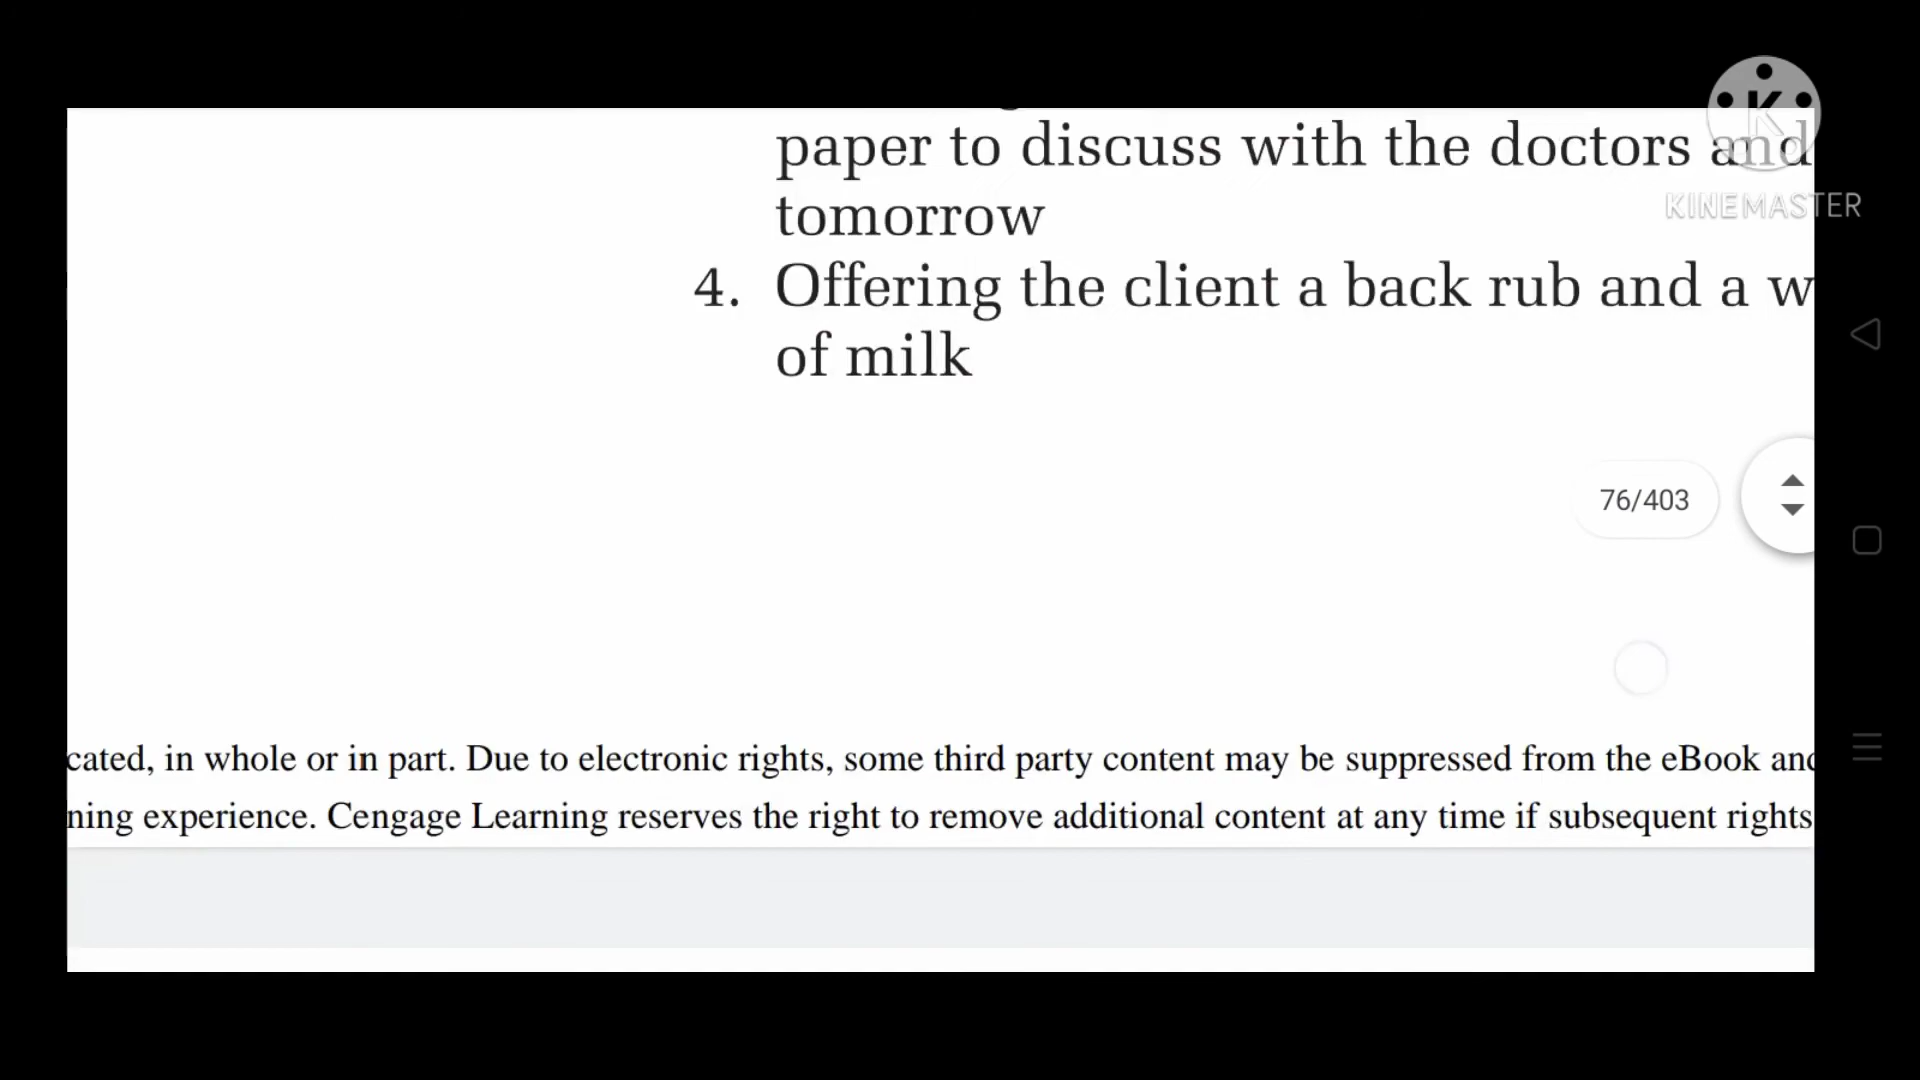 paper to discuss with the doctors and
tomorrow
4. Offering the client a back rub and a w
of milk
76/403
cated, in whole or in part. Due to electronic rights, some third party content may be suppressed from the eBook and
ning experience. Cengage Learning reserves the right to remove additional content at any time if subsequent rights
K
KINEMASTER